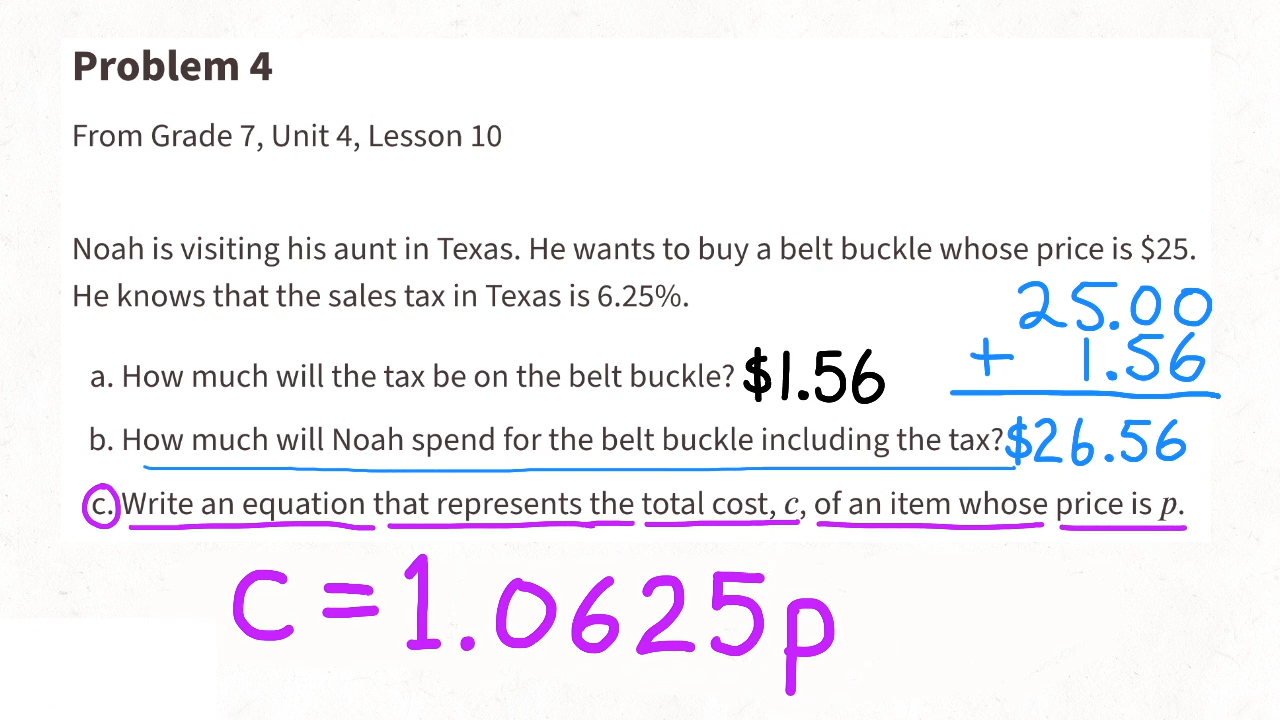 Problem 4
From Grade 7, Unit 4, Lesson 10
Noah is visiting his aunt in Texas. He wants to buy a belt buckle whose price is $25.
He knows that the sales tax in Texas is 6.25%.
25.00
+ 1.56
a. How much will the tax be on the belt buckle? $1.56
b. How much will Noah spend for the belt buckle including the tax? $26.56
c. Write an equation that represents the total cost, c, of an item whose price is p.
c = 1.0625p